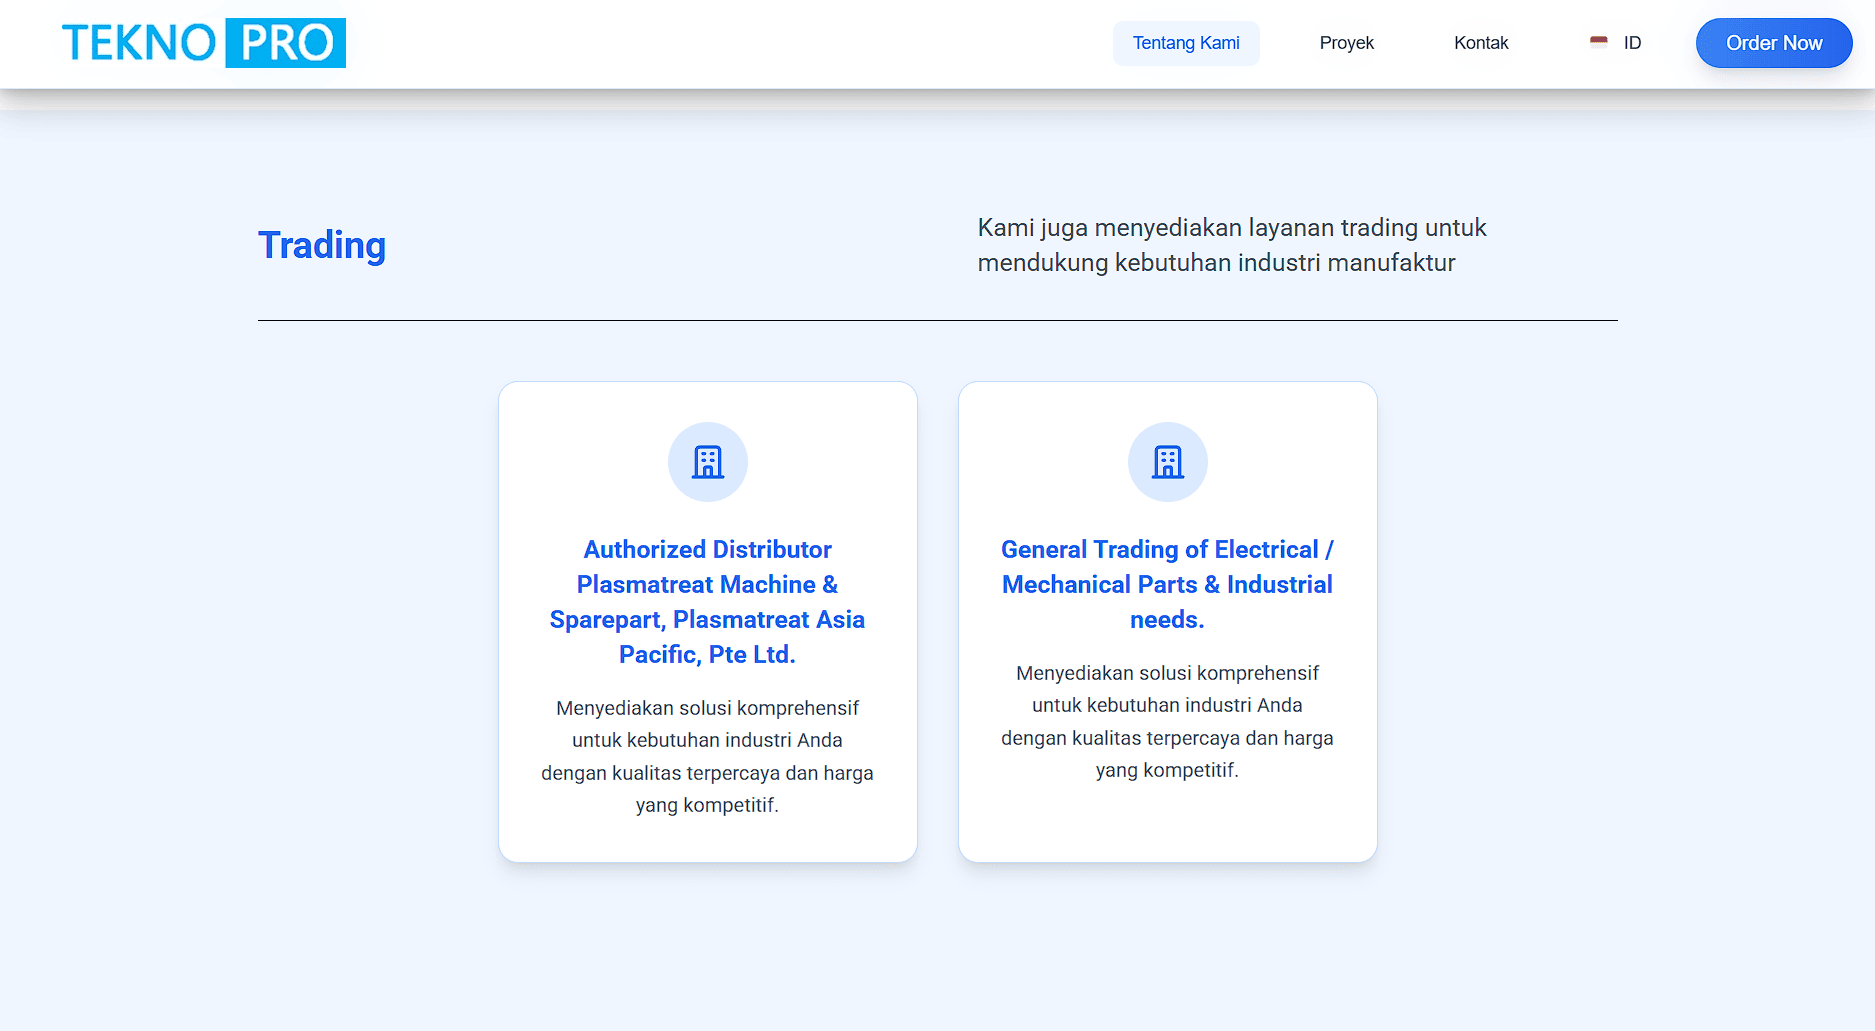 TEKNO PRO
Tentang Kami
Proyek
Kontak
ID
Order Now
Trading
Kami juga menyediakan layanan trading untuk
mendukung kebutuhan industri manufaktur
Authorized Distributor
Plasmatreat Machine &
Sparepart, Plasmatreat Asia
Pacific, Pte Ltd.
Menyediakan solusi komprehensif
untuk kebutuhan industri Anda
dengan kualitas terpercaya dan harga
yang kompetitif.
General Trading of Electrical /
Mechanical Parts & Industrial
needs.
Menyediakan solusi komprehensif
untuk kebutuhan industri Anda
dengan kualitas terpercaya dan harga
yang kompetitif.